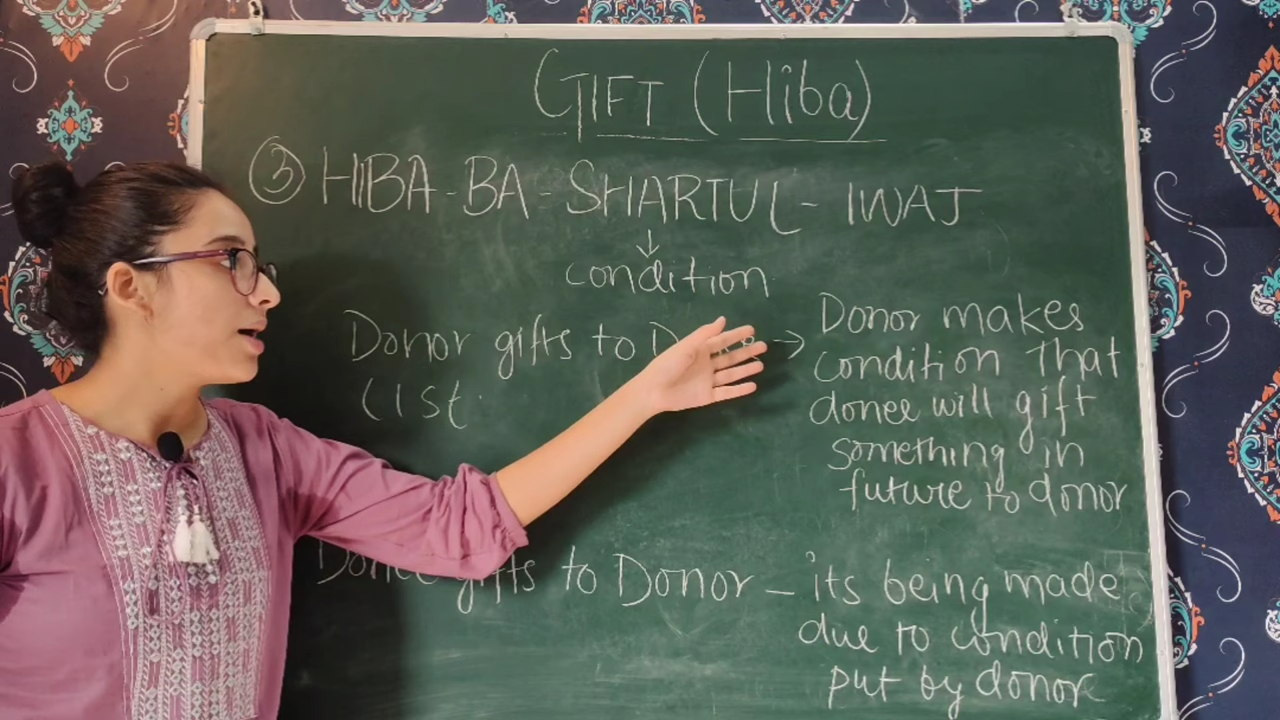 GIFT (Hiba)
③ HIBA-BA-SHARTUL-IWAJ
↓
condition
Donor gifts to → Donor makes
condition that
donee will gift
something in
future to donor
(1st
Donee gifts to Donor – its being made
due to condition
put by donor